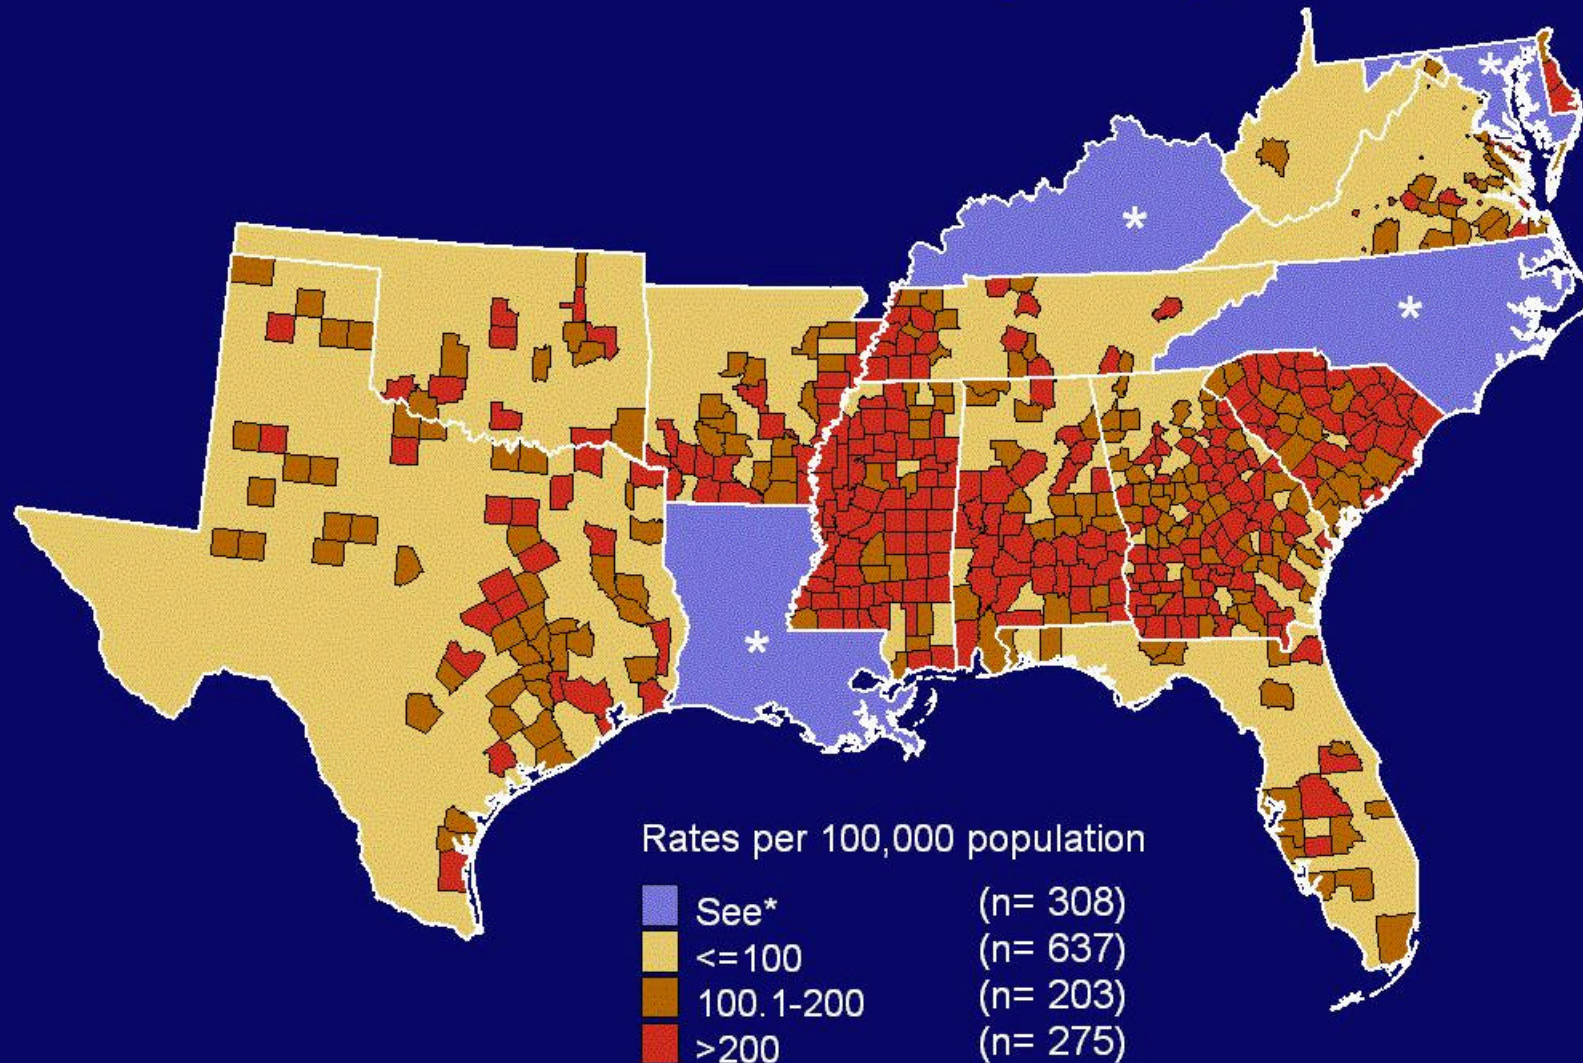 *
*
*
*
Rates per 100,000 population
See* (n= 308)
<=100 (n= 637)
100.1-200 (n= 203)
>200 (n= 275)